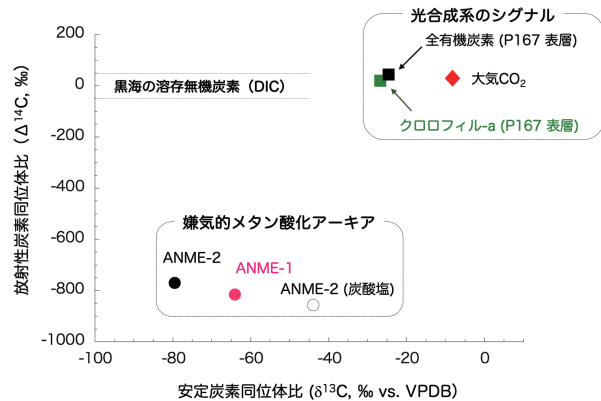 光合成系のシグナル
全有機炭素 (P167 表層)
大気CO₂
クロロフィル-a (P167 表層)
黒海の溶存無機炭素（DIC）
嫌気的メタン酸化アーキア
ANME-2
ANME-1
ANME-2 (炭酸塩)
放射性炭素同位体比（Δ¹⁴C, ‰）
200
0
-200
-400
-600
-800
-1000
-100
-80
-60
-40
-20
0
安定炭素同位体比 (δ¹³C, ‰ vs. VPDB)